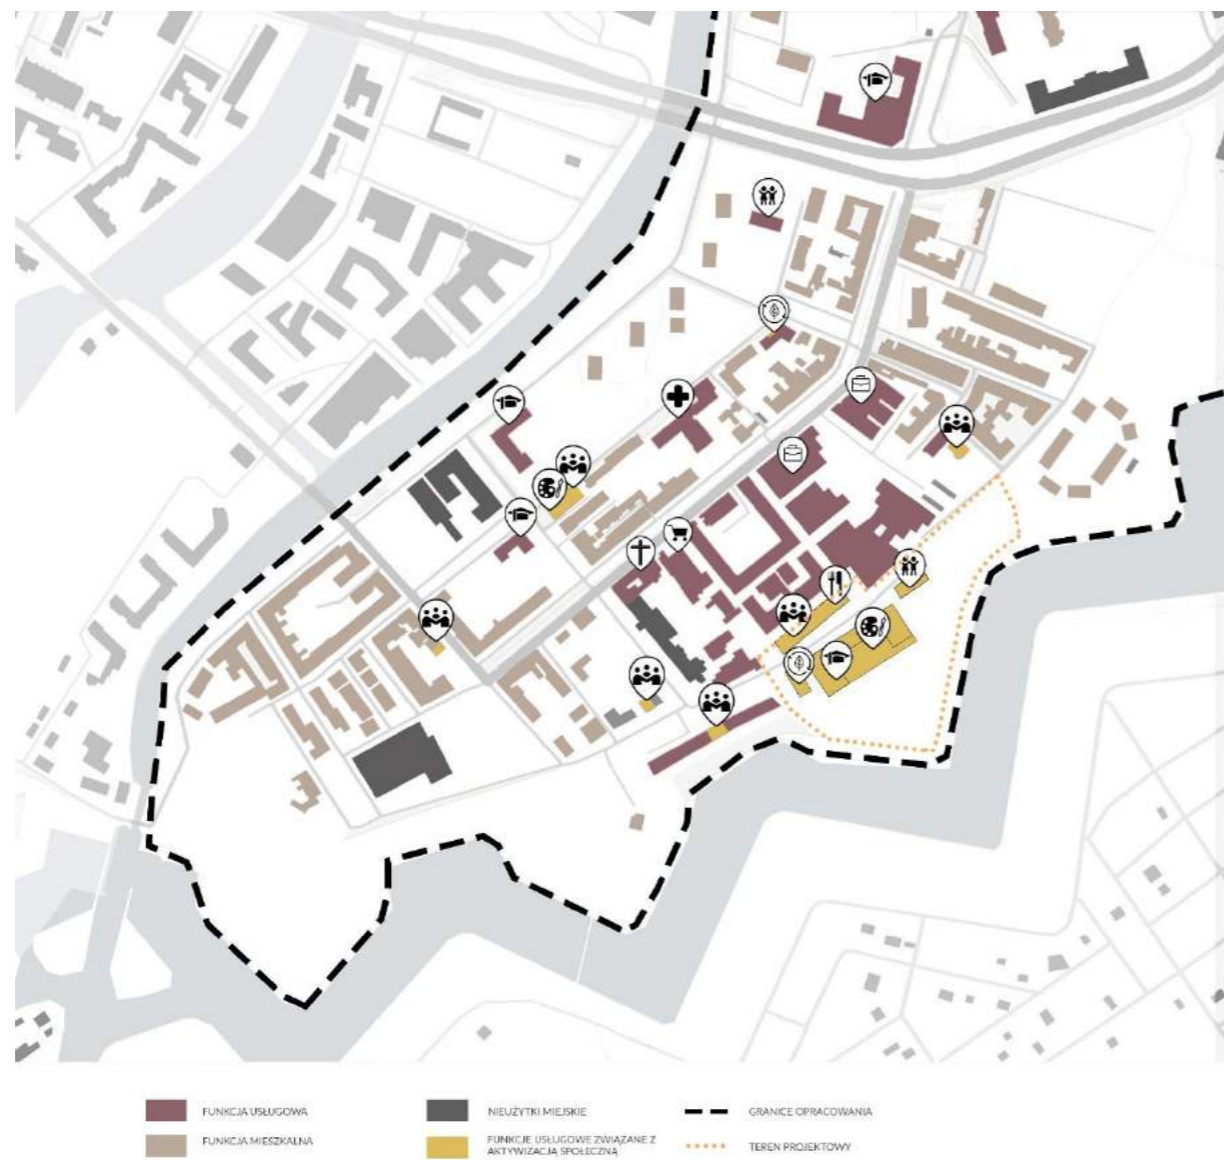 FUNKCJA USŁUGOWA
FUNKCJA MIESZKALNA
NIEUŻYTKI MIEJSKIE
FUNKCJE USŁUGOWE ZWIĄZANE Z
AKTYWIZACJĄ SPOŁECZNĄ
GRANICE OPRACOWANIA
TEREN PROJEKTOWY